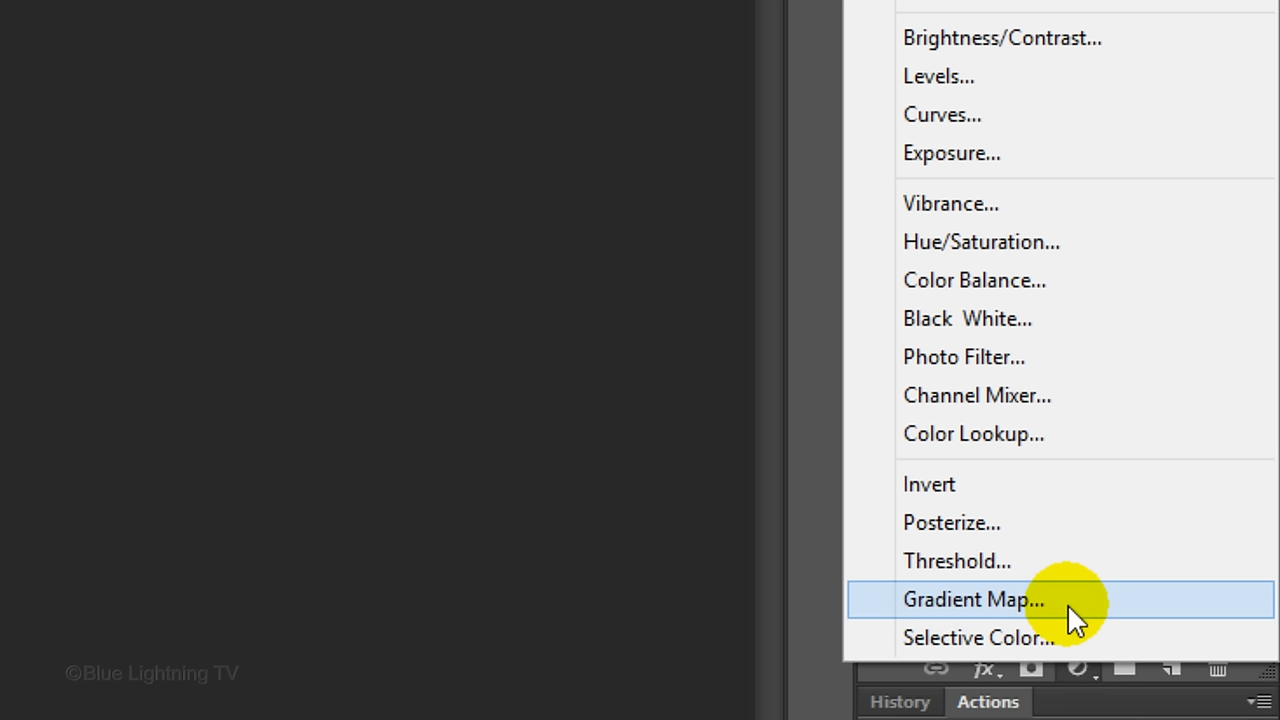 Brightness/Contrast...
Levels...
Curves...
Exposure...
Vibrance...
Hue/Saturation...
Color Balance...
Black  White...
Photo Filter...
Channel Mixer...
Color Lookup...
Invert
Posterize...
Threshold...
Gradient Map...
Selective Color...
©Blue Lightning TV
fx
History Actions